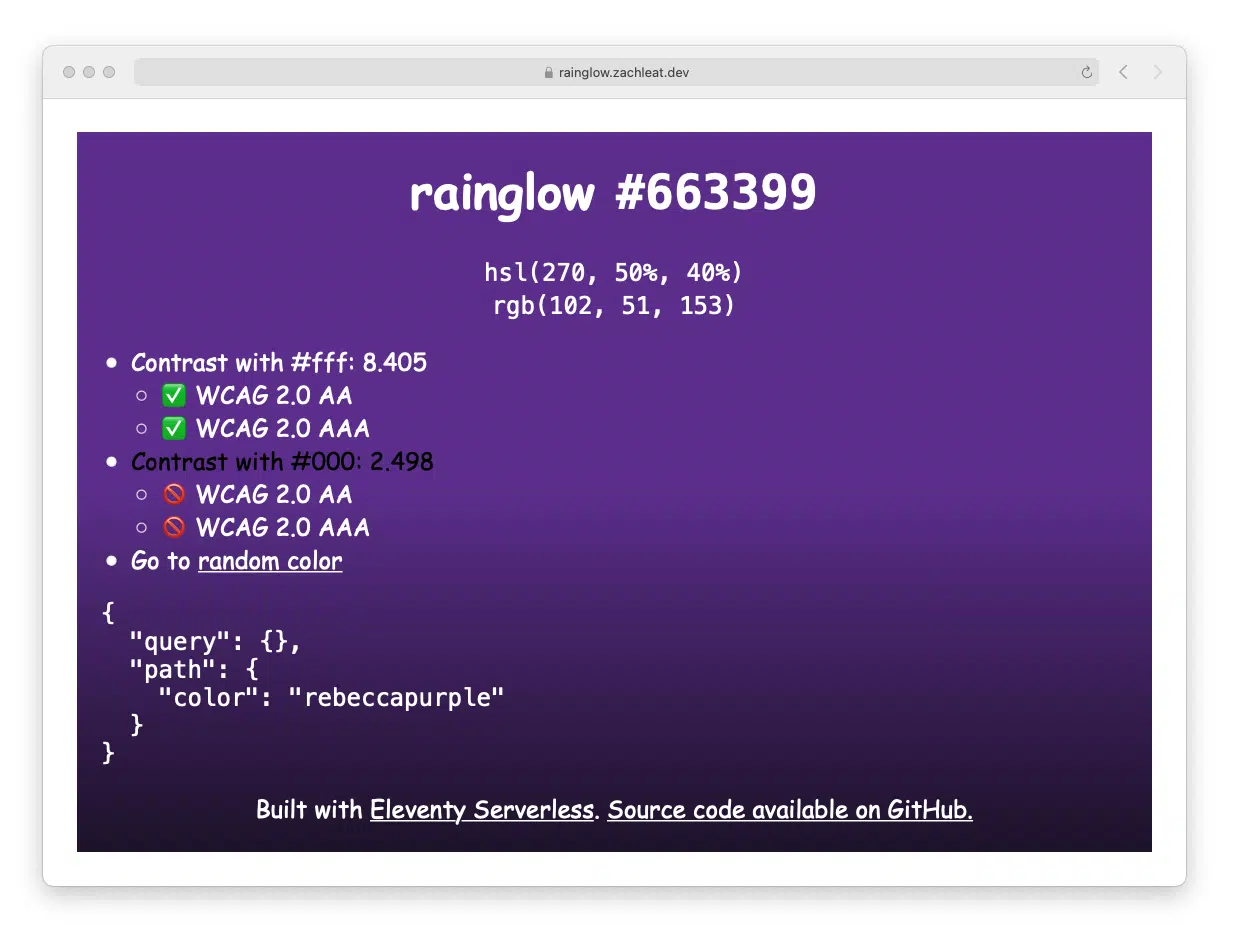 rainglow.zachleat.dev
rainglow #663399
hsl(270, 50%, 40%)
rgb(102, 51, 153)
• Contrast with #fff: 8.405
○ ✅ WCAG 2.0 AA
○ ✅ WCAG 2.0 AAA
• Contrast with #000: 2.498
○ 🚫 WCAG 2.0 AA
○ 🚫 WCAG 2.0 AAA
• Go to random color
{
  "query": {},
  "path": {
    "color": "rebeccapurple"
  }
}
Built with Eleventy Serverless. Source code available on GitHub.